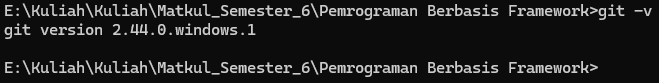 E:\Kuliah\Kuliah\Matkul_Semester_6\Pemrograman Berbasis Framework>git -v
git version 2.44.0.windows.1
E:\Kuliah\Kuliah\Matkul_Semester_6\Pemrograman Berbasis Framework>